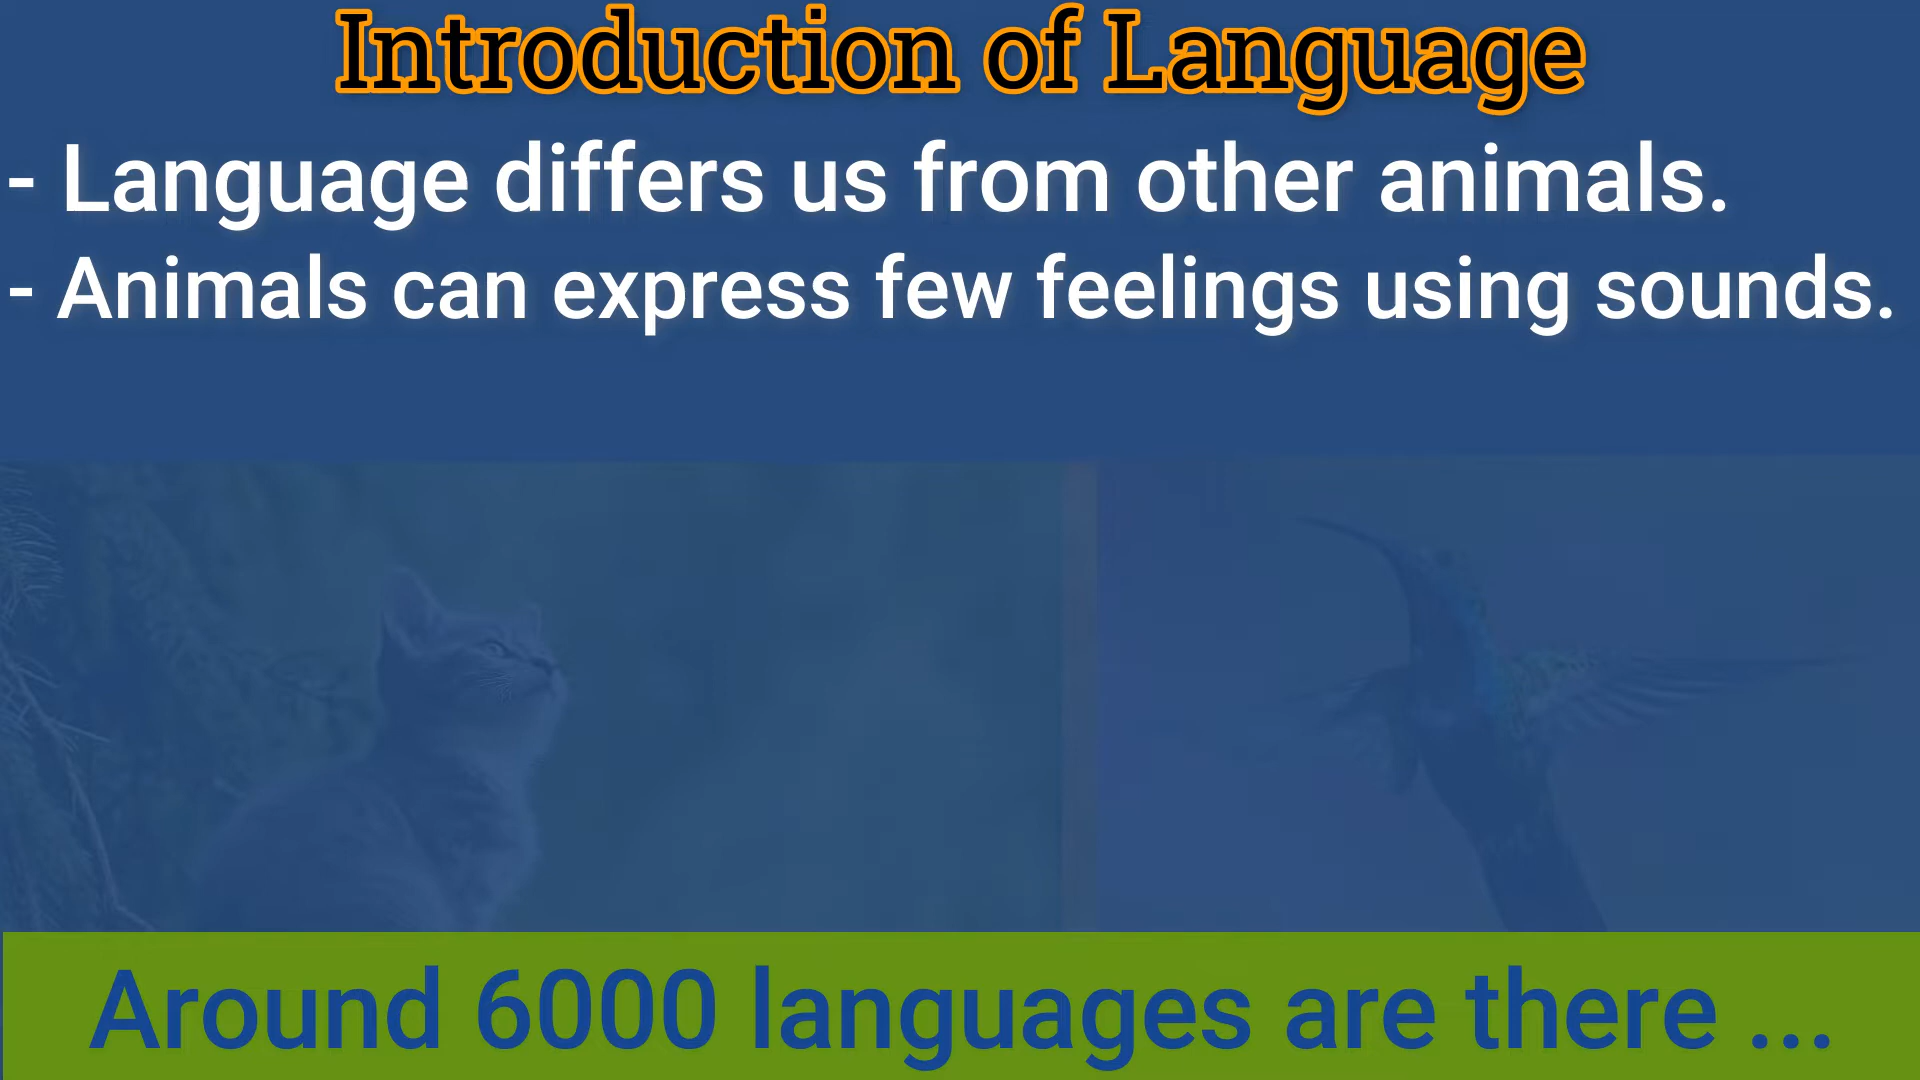 Introduction of Language
- Language differs us from other animals.
- Animals can express few feelings using sounds.
Around 6000 languages are there ...